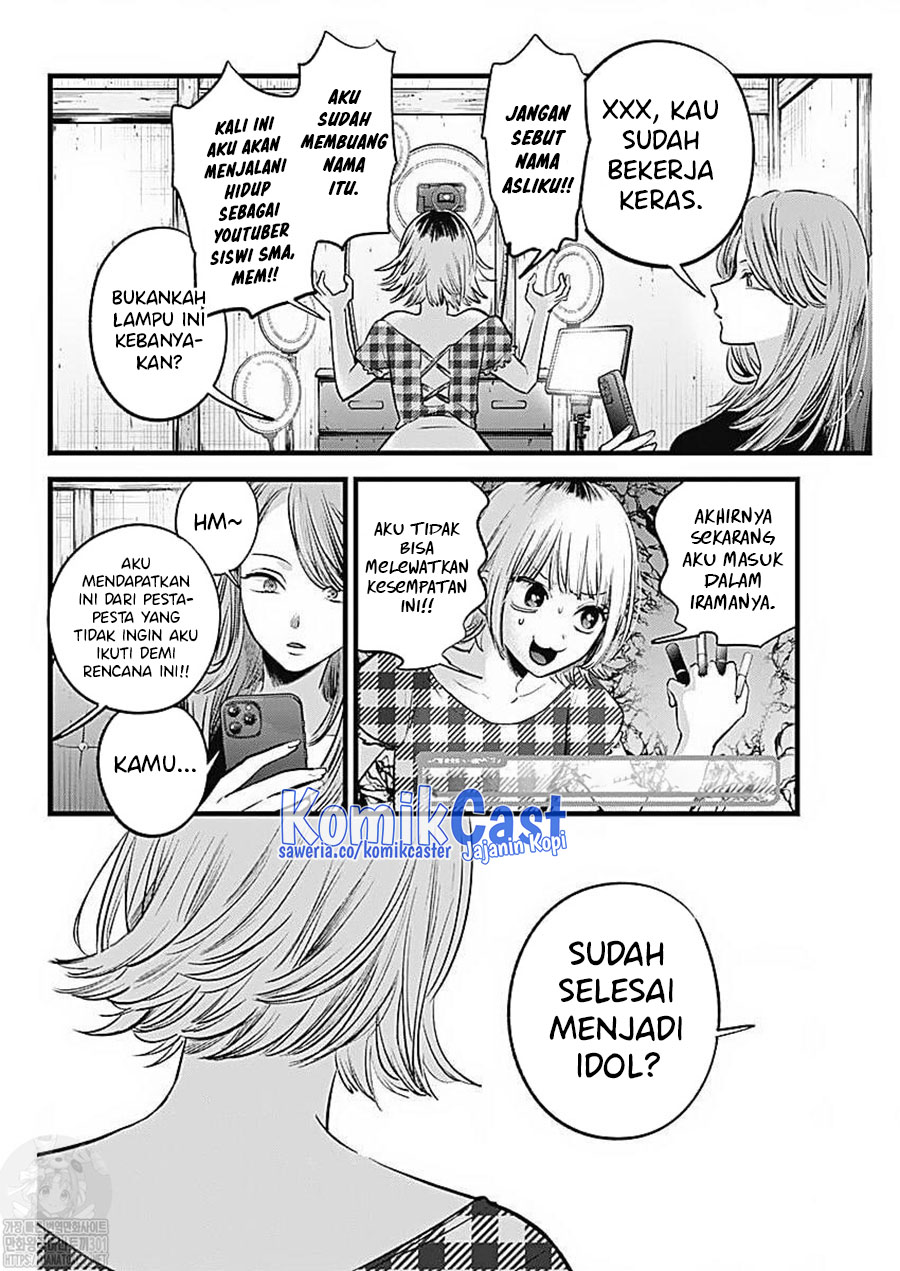 XXX, KAU
SUDAH
BEKERJA
KERAS.
JANGAN
SEBUT
NAMA
ASLIKU!!
AKU
SUDAH
MEMBUANG
NAMA
ITU.
KALI INI
AKU AKAN
MENJALANI
HIDUP
SEBAGAI
YOUTUBER
SISWI SMA,
MEM!!
BUKANKAH
LAMPU INI
KEBANYA-
KAN?
AKHIRNYA
SEKARANG
AKU MASUK
DALAM
IRAMANYA.
AKU TIDAK
BISA
MELEWATKAN
KESEMPATAN
INI!!
HM~
AKU
MENDAPATKAN
INI DARI PESTA-
PESTA YANG
TIDAK INGIN AKU
IKUTI DEMI
RENCANA INI!!
KAMU...
KomikCast
saweria.co/komikcaster
Jajanin Kopi
SUDAH
SELESAI
MENJADI
IDOL?